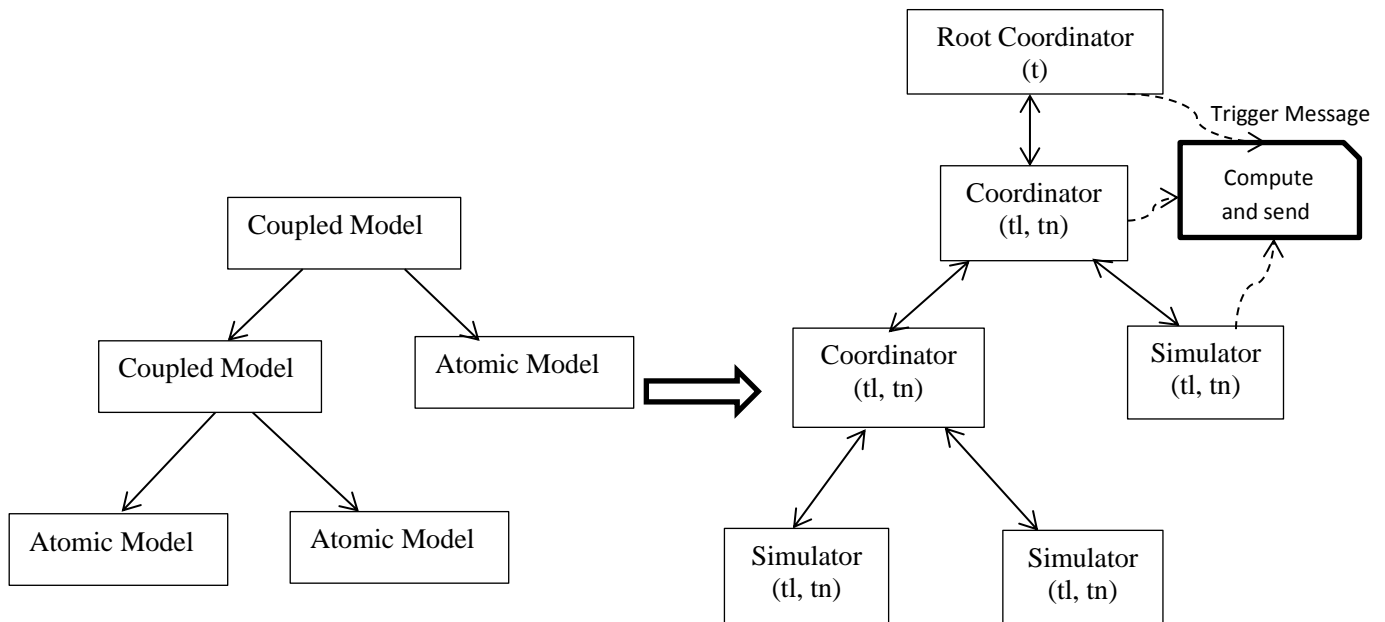 Root Coordinator
(t)
Trigger Message
Compute
and send
Coordinator
(tl, tn)
Coupled Model
Coupled Model
Atomic Model
Coordinator
(tl, tn)
Simulator
(tl, tn)
Atomic Model
Atomic Model
Simulator
(tl, tn)
Simulator
(tl, tn)